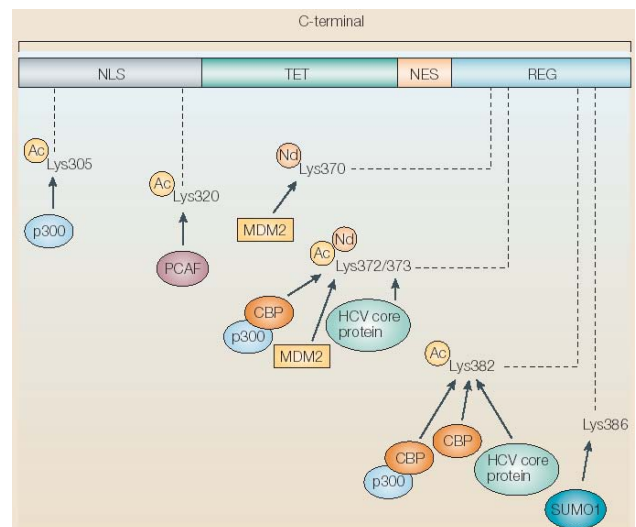 C-terminal
NLS TET NES REG
Ac
Lys305
p300
Ac
Lys320
PCAF
Nd
Lys370
MDM2
Nd
Ac
Lys372/373
CBP
p300
MDM2
HCV core
protein
Ac
Lys382
CBP
p300
CBP
HCV core
protein
Lys386
SUMO1